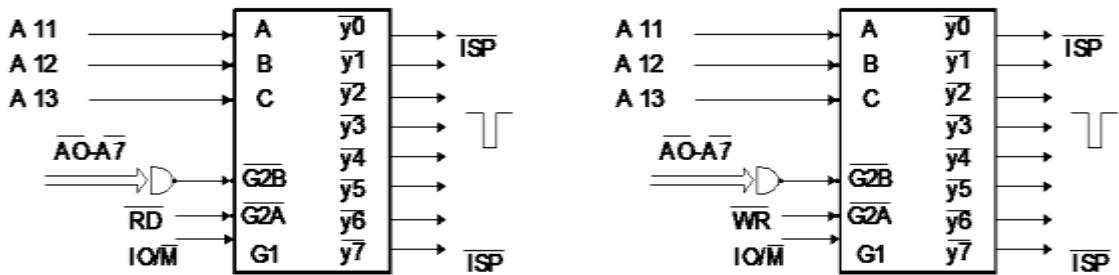 A 11 A y0 ISP
A 12 B y1
A 13 C y2
y3
AO-A7 y4
G2B y5
RD G2A y6
IO/M G1 y7 ISP
A 11 A y0 ISP
A 12 B y1
A 13 C y2
y3
AO-A7 y4
G2B y5
WR G2A y6
IO/M G1 y7 ISP